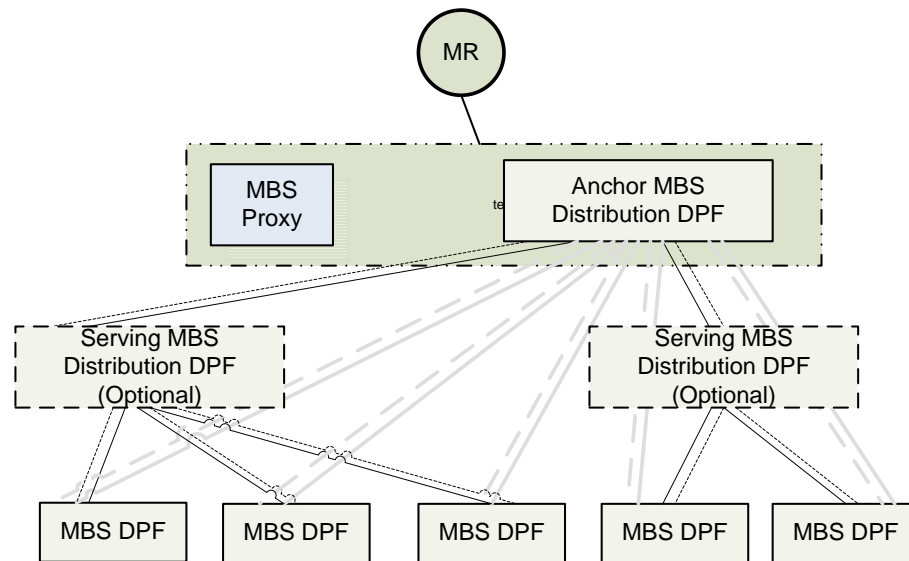 MR
MBS
Proxy
te
Anchor MBS
Distribution DPF
Serving MBS
Distribution DPF
(Optional)
Serving MBS
Distribution DPF
(Optional)
MBS DPF
MBS DPF
MBS DPF
MBS DPF
MBS DPF